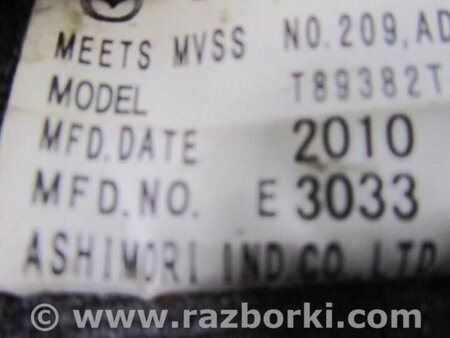 MEETS MVSS NO.209,AD
MODEL T89382T
MFD.DATE 2010
MFD.NO. E 3033
ASHIMORI IND CO LTD
© www.razborki.com